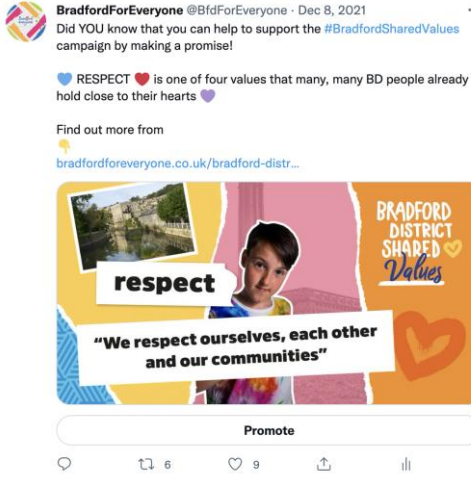 BradfordForEveryone @BfdForEveryone · Dec 8, 2021
Did YOU know that you can help to support the #BradfordSharedValues
campaign by making a promise!
💙 RESPECT ❤️ is one of four values that many, many BD people already
hold close to their hearts 💜
Find out more from
👇
bradfordforeveryone.co.uk/bradford-distr...
BRADFORD
DISTRICT
SHARED
Values
respect
"We respect ourselves, each other
and our communities"
Promote
6
9